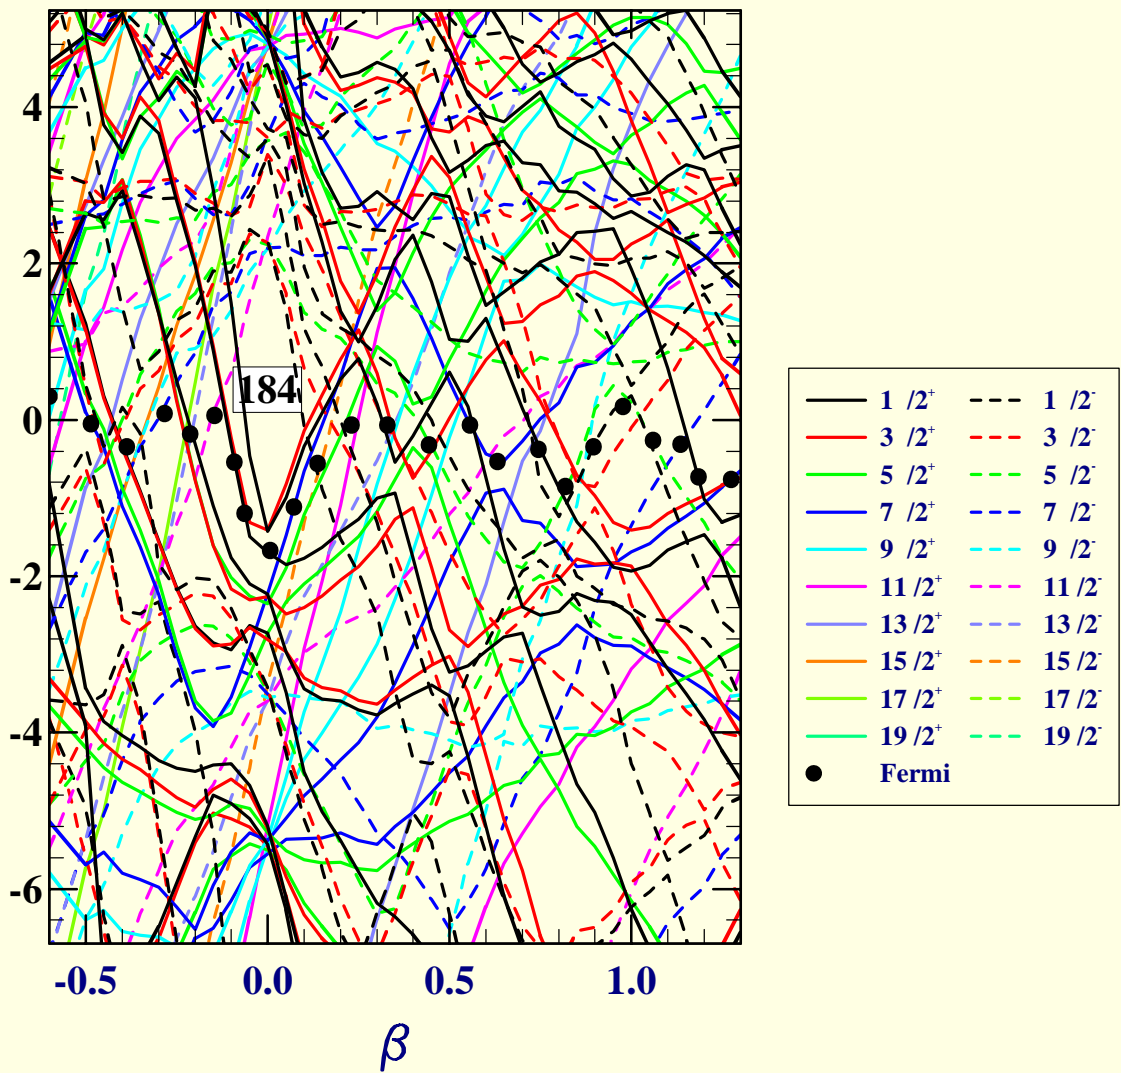 4
2
0
-2
-4
-6
184
-0.5 0.0 0.5 1.0
β
1 /2+ 1 /2-
3 /2+ 3 /2-
5 /2+ 5 /2-
7 /2+ 7 /2-
9 /2+ 9 /2-
11 /2+ 11 /2-
13 /2+ 13 /2-
15 /2+ 15 /2-
17 /2+ 17 /2-
19 /2+ 19 /2-
Fermi